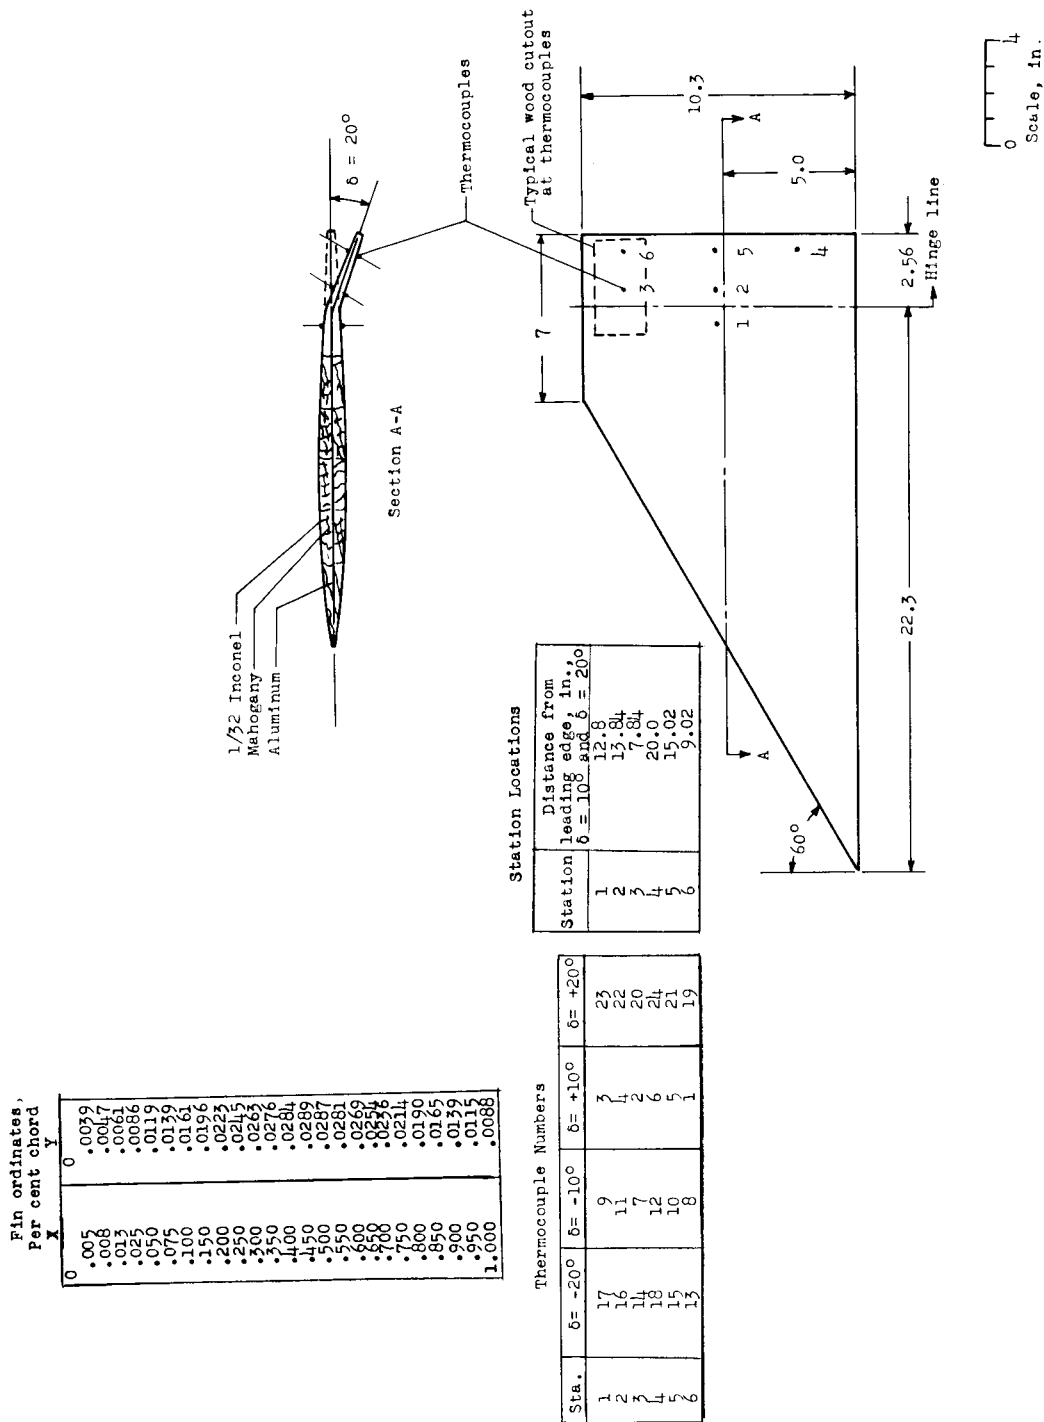 Fin ordinates,
Per cent chord
X Y
0 0
.005 .0039
.008 .0047
.013 .0061
.025 .0086
.050 .0119
.075 .0139
.100 .0161
.150 .0196
.200 .0223
.250 .0245
.300 .0263
.350 .0276
.400 .0284
.450 .0289
.500 .0287
.550 .0281
.600 .0269
.650 .0254
.700 .0236
.750 .0214
.800 .0190
.850 .0165
.900 .0139
.950 .0115
1.000 .0088
1/32 Inconel
Mahogany
Aluminum
Section A-A
δ = 20°
Thermocouples
Thermocouple Numbers
Sta. δ= -20° δ= -10° δ= +10° δ= +20°
1 17 9 3 23
2 16 11 4 22
3 14 7 2 20
4 18 12 6 24
5 15 10 5 21
6 13 8 1 19
Station Locations
Station Distance from
leading edge, in.,
δ = 10° and δ = 20°
1 12.8
2 13.84
3 7.84
4 20.0
5 15.02
6 9.02
Typical wood cutout
at thermocouples
7
3 - 6
1 2 5
4
A
A
60°
22.3
2.56
Hinge line
5.0
10.3
0 4
Scale, in.